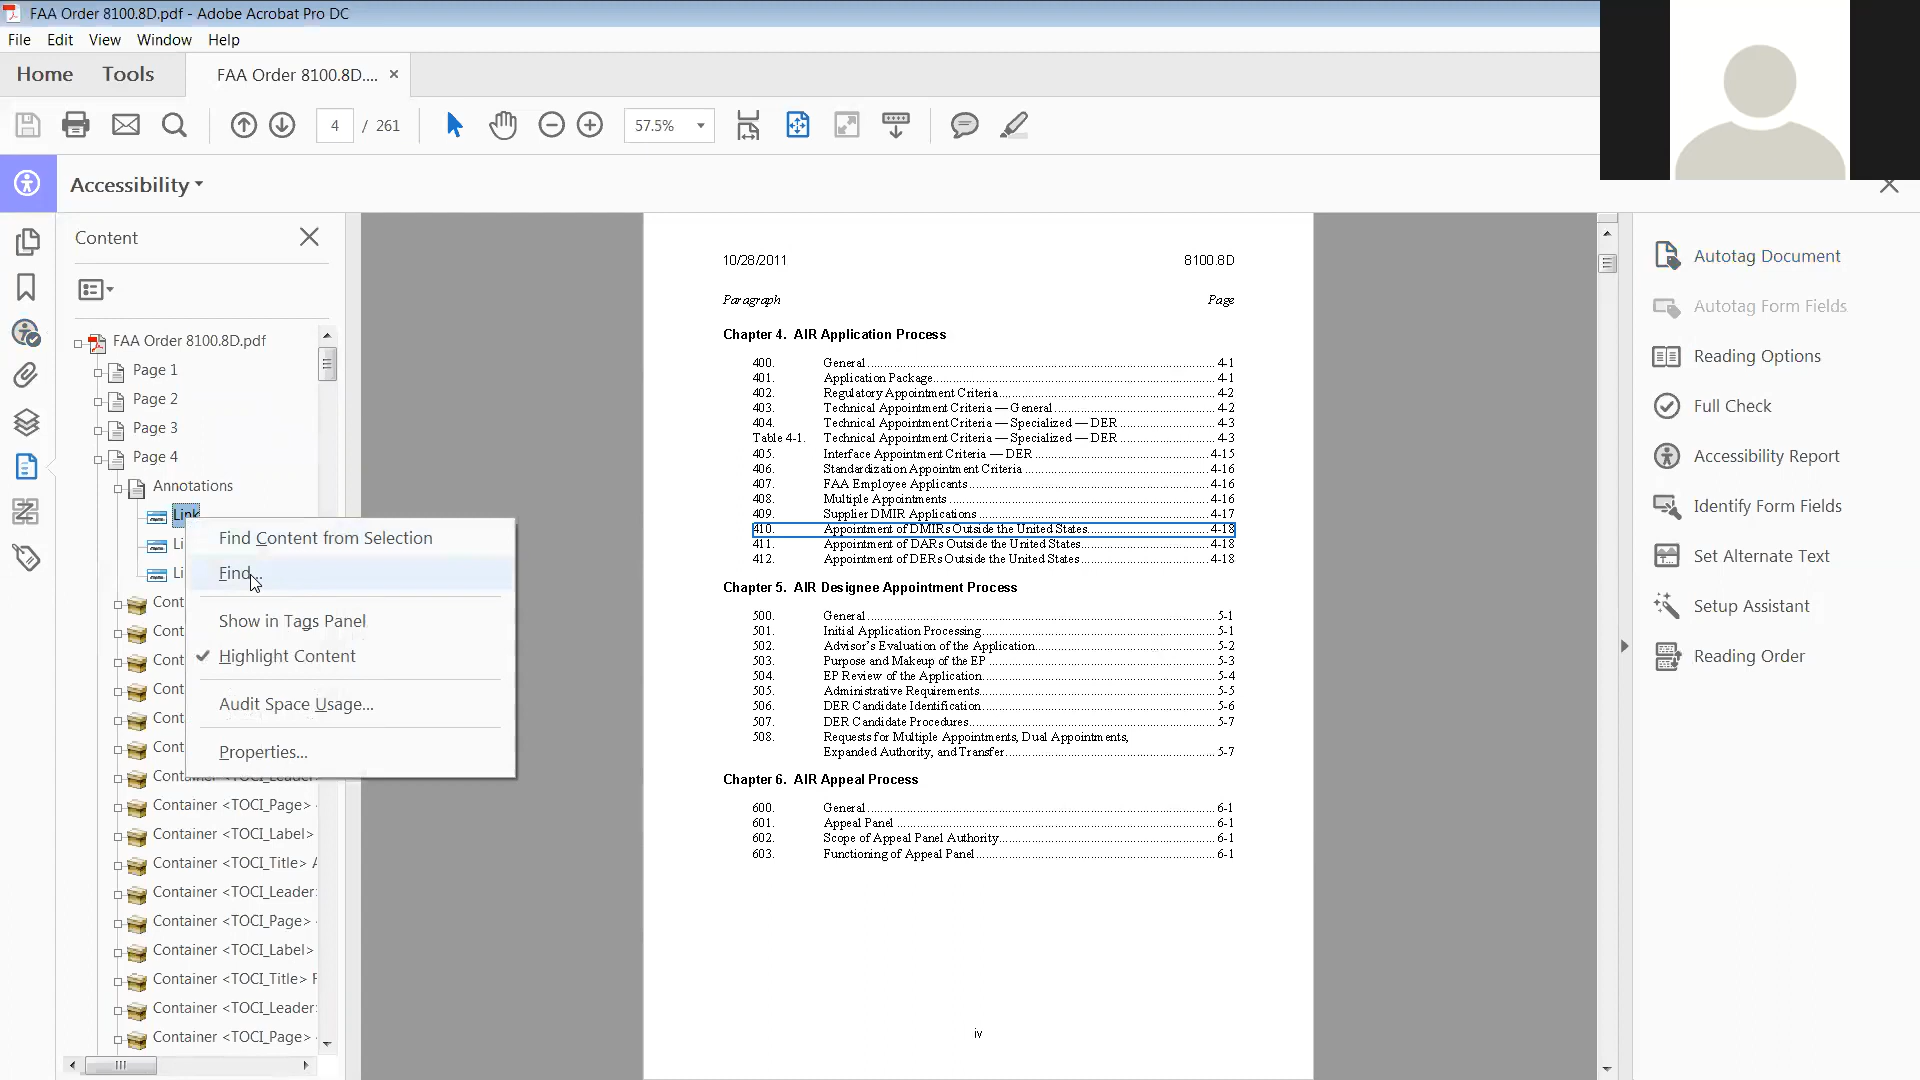 FAA Order 8100.8D.pdf - Adobe Acrobat Pro DC
File Edit View Window Help
Home Tools FAA Order 8100.8D.... ×
4 / 261 57.5%
Accessibility
Content
FAA Order 8100.8D.pdf
Page 1
Page 2
Page 3
Page 4
Annotations
Link
Li
Li
Cont
Cont
Cont
Cont
Cont
Cont
Container <TOCI_Leader
Container <TOCI_Page>
Container <TOCI_Label>
Container <TOCI_Title> A
Container <TOCI_Leader
Container <TOCI_Page>
Container <TOCI_Label>
Container <TOCI_Title> F
Container <TOCI_Leader
Container <TOCI_Page>
Find Content from Selection
Find...
Show in Tags Panel
Highlight Content
Audit Space Usage...
Properties...
10/28/2011 8100.8D
Paragraph Page
Chapter 4. AIR Application Process
400. General 4-1
401. Application Package 4-1
402. Regulatory Appointment Criteria 4-2
403. Technical Appointment Criteria — General 4-2
404. Technical Appointment Criteria — Specialized — DER 4-3
Table 4-1. Technical Appointment Criteria — Specialized — DER 4-3
405. Interface Appointment Criteria — DER 4-15
406. Standardization Appointment Criteria 4-16
407. FAA Employee Applicants 4-16
408. Multiple Appointments 4-16
409. Supplier DMIR Applications 4-17
410. Appointment of DMIRs Outside the United States 4-18
411. Appointment of DARs Outside the United States 4-18
412. Appointment of DERs Outside the United States 4-18
Chapter 5. AIR Designee Appointment Process
500. General 5-1
501. Initial Application Processing 5-1
502. Advisor's Evaluation of the Application 5-2
503. Purpose and Makeup of the EP 5-3
504. EP Review of the Application 5-4
505. Administrative Requirements 5-5
506. DER Candidate Identification 5-6
507. DER Candidate Procedures 5-7
508. Requests for Multiple Appointments, Dual Appointments,
Expanded Authority, and Transfer 5-7
Chapter 6. AIR Appeal Process
600. General 6-1
601. Appeal Panel 6-1
602. Scope of Appeal Panel Authority 6-1
603. Functioning of Appeal Panel 6-1
iv
Autotag Document
Autotag Form Fields
Reading Options
Full Check
Accessibility Report
Identify Form Fields
Set Alternate Text
Setup Assistant
Reading Order